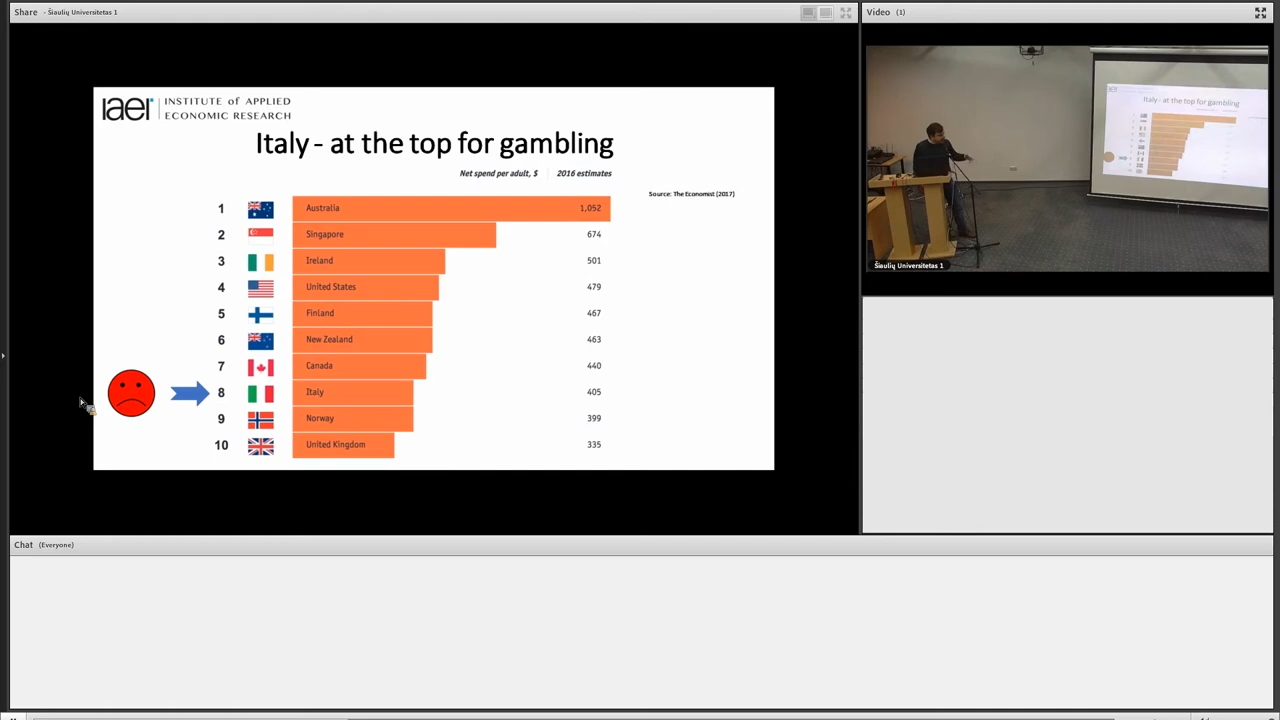 Share - Šiaulių Universitetas 1
Video (1)
iaer INSTITUTE of APPLIED
ECONOMIC RESEARCH
Italy - at the top for gambling
Net spend per adult, $ 2016 estimates
Source: The Economist (2017)
1 Australia 1,052
2 Singapore 674
3 Ireland 501
4 United States 479
5 Finland 467
6 New Zealand 463
7 Canada 440
8 Italy 405
9 Norway 399
10 United Kingdom 335
Italy - at the top for gambling
Šiaulių Universitetas 1
Chat (Everyone)